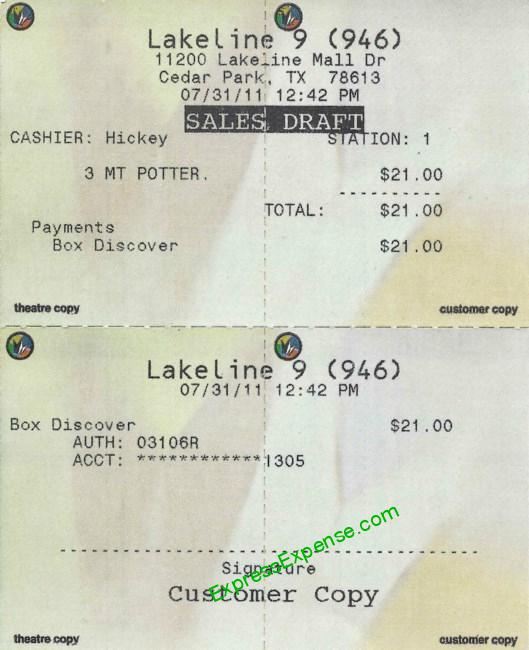 Lakeline 9 (946)
11200 Lakeline Mall Dr
Cedar Park, TX 78613
07/31/11 12:42 PM
SALES DRAFT
CASHIER: Hickey STATION: 1
3 MT POTTER. $21.00
----------
TOTAL: $21.00
Payments
Box Discover $21.00
theatre copy customer copy
Lakeline 9 (946)
07/31/11 12:42 PM
Box Discover $21.00
AUTH: 03106R
ACCT: ************1305
ExpressExpense.com
Signature
Customer Copy
theatre copy customer copy